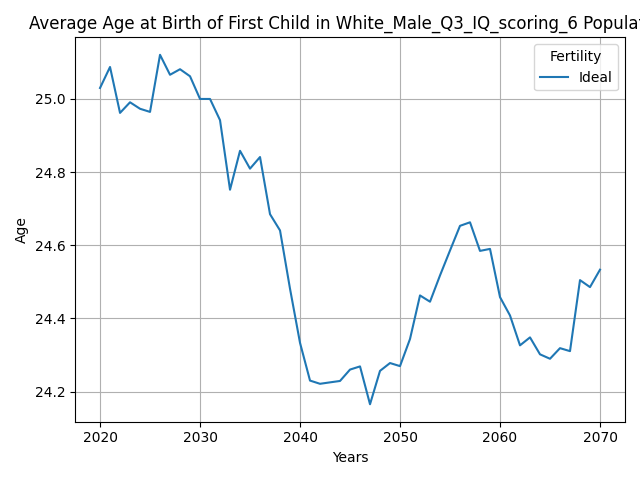 Average Age at Birth of First Child in White_Male_Q3_IQ_scoring_6
Fertility
Ideal
25.0
24.8
24.6
24.4
24.2
Age
2020 2030 2040 2050 2060 2070
Years